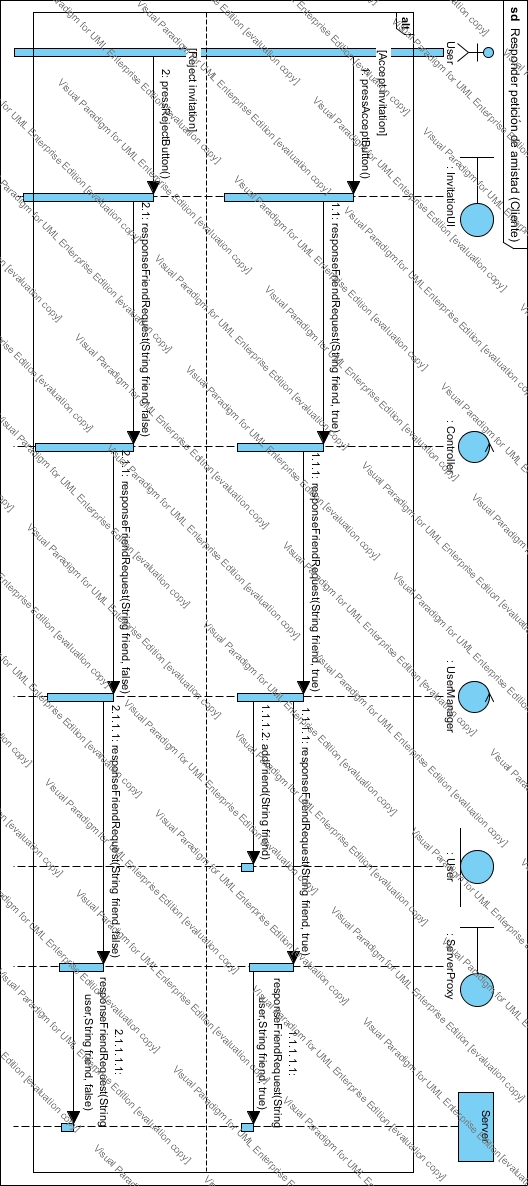 sd Responder petición de amistad (Cliente)
User
: InvitationUI
: Controller
: UserManager
: User
: ServerProxy
Server
alt
[Accept invitation]
1: pressAcceptButton()
1.1: responseFriendRequest(String friend, true)
1.1.1: responseFriendRequest(String friend, true)
1.1.1.1: responseFriendRequest(String friend, true)
1.1.1.1.1:
responseFriendRequest(String
user,String friend, true)
1.1.1.2: addFriend(String friend)
[Reject invitation]
2: pressRejectButton()
2.1: responseFriendRequest(String friend, false)
2.1.1: responseFriendRequest(String friend, false)
2.1.1.1: responseFriendRequest(String friend, false)
2.1.1.1.1:
responseFriendRequest(String
user,String friend, false)
Visual Paradigm for UML Enterprise Edition [evaluation copy]